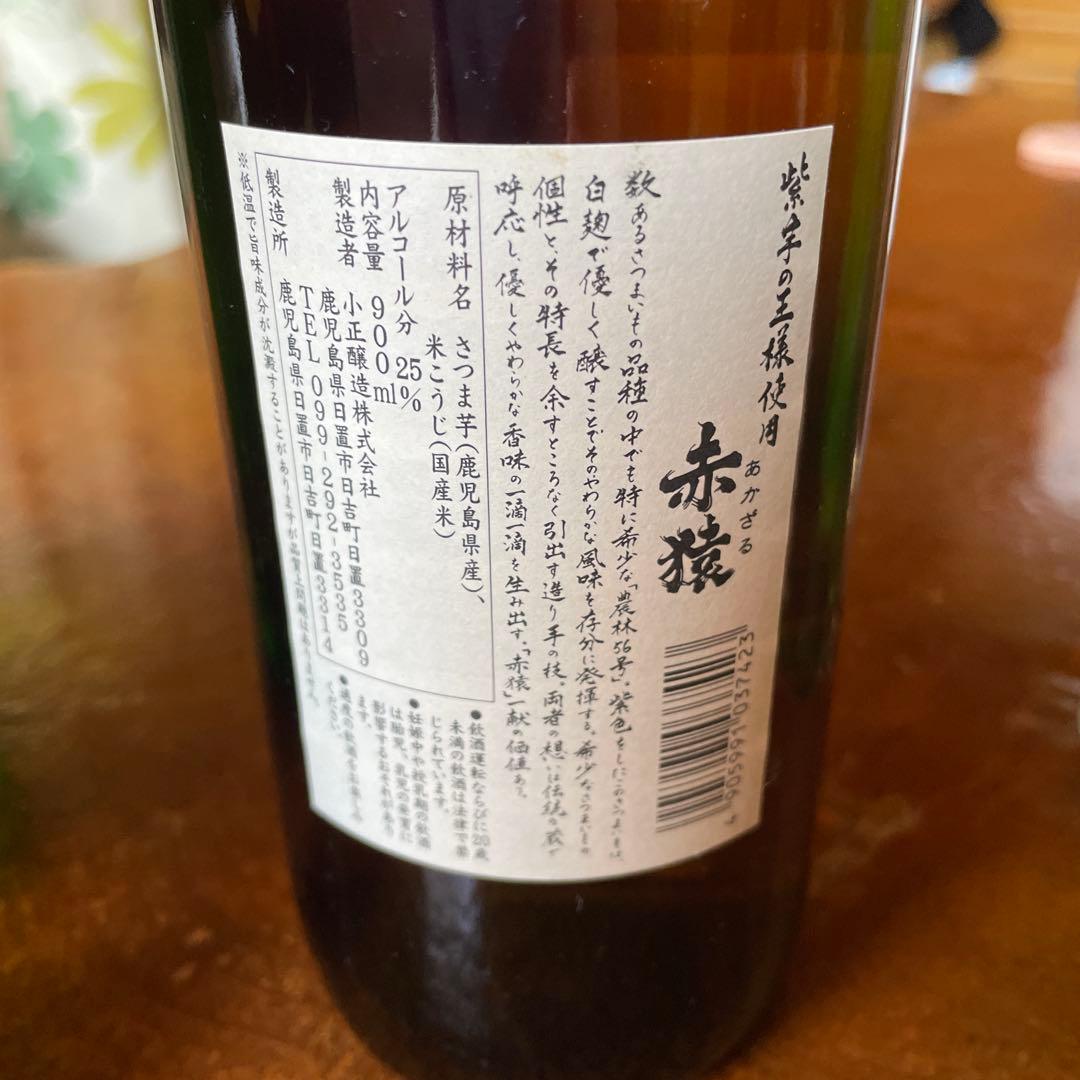 紫芋の王様使用
赤猿
あかざる
数あるさつまいもの品種の中でも特に希少な「農林56号」。紫色をしたこのさつまいもは、
白麹で優しく醸すことでそのやわらかな風味を存分に発揮する。希少なさつまいもの
個性と、その特長を余すところなく引出す造り手の技。両者の想いは伝統の蔵で
呼応し、優しくやわらかな香味の一滴一滴を生み出す。「赤猿」一献の価値あり。
4905991037423
原材料名 さつま芋(鹿児島県産)、
米こうじ(国産米)
アルコール分 25%
内容量 900ml
製造者 小正醸造株式会社
鹿児島県日置市日吉町日置3309
TEL 099-292-3535
製造所 鹿児島県日置市日吉町日置3314
※低温で旨味成分が沈澱することがありますが品質上問題はありません。
●飲酒運転ならびに20歳
未満の飲酒は法律で禁
じられています。
●妊娠中や授乳期の飲酒
は胎児、乳児の発育に
影響するおそれがあり
ます。
●適度の飲酒をお楽しみ
ください。